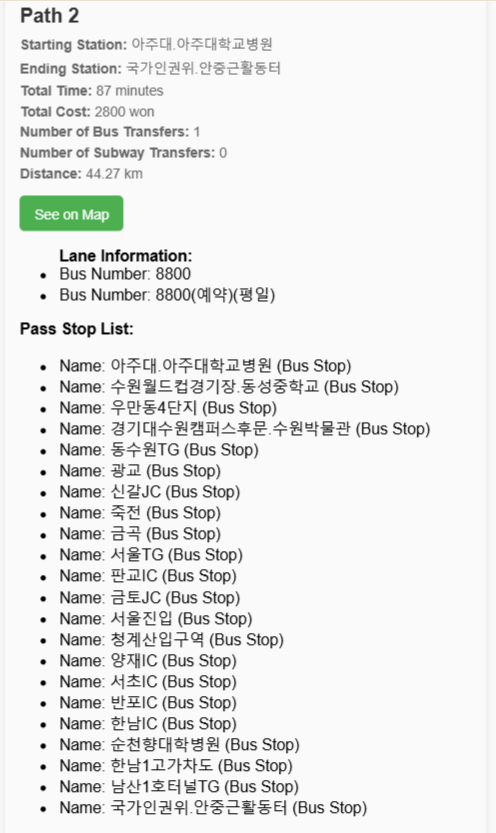 Path 2
Starting Station: 아주대.아주대학교병원
Ending Station: 국가인권위.안중근활동터
Total Time: 87 minutes
Total Cost: 2800 won
Number of Bus Transfers: 1
Number of Subway Transfers: 0
Distance: 44.27 km
See on Map
Lane Information:
Bus Number: 8800
Bus Number: 8800(예약)(평일)
Pass Stop List:
Name: 아주대.아주대학교병원 (Bus Stop)
Name: 수원월드컵경기장.동성중학교 (Bus Stop)
Name: 우만동4단지 (Bus Stop)
Name: 경기대수원캠퍼스후문.수원박물관 (Bus Stop)
Name: 동수원TG (Bus Stop)
Name: 광교 (Bus Stop)
Name: 신갈JC (Bus Stop)
Name: 죽전 (Bus Stop)
Name: 금곡 (Bus Stop)
Name: 서울TG (Bus Stop)
Name: 판교IC (Bus Stop)
Name: 금토JC (Bus Stop)
Name: 서울진입 (Bus Stop)
Name: 청계산입구역 (Bus Stop)
Name: 양재IC (Bus Stop)
Name: 서초IC (Bus Stop)
Name: 반포IC (Bus Stop)
Name: 한남IC (Bus Stop)
Name: 순천향대학병원 (Bus Stop)
Name: 한남1고가차도 (Bus Stop)
Name: 남산1호터널TG (Bus Stop)
Name: 국가인권위.안중근활동터 (Bus Stop)